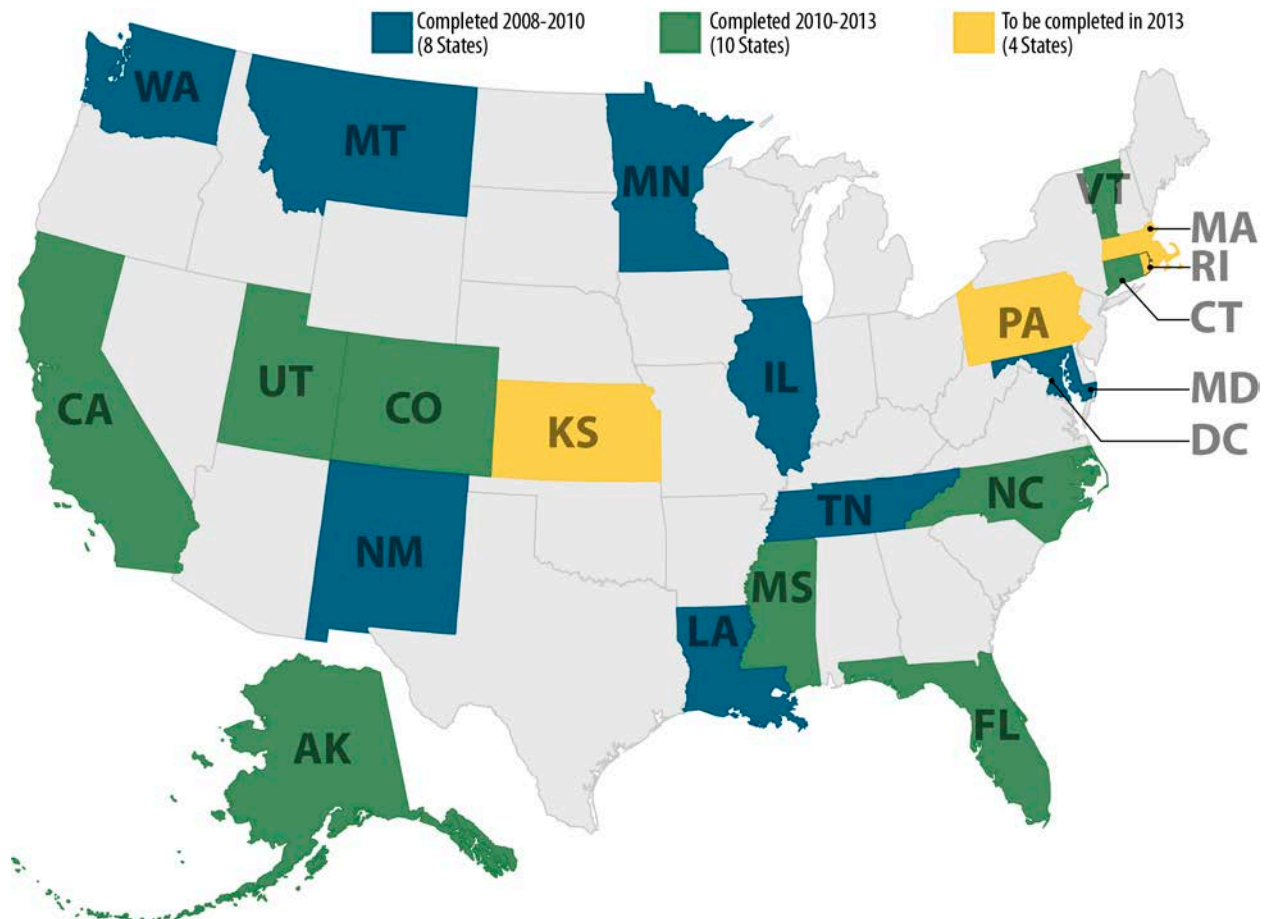 Completed 2008-2010
(8 States)
Completed 2010-2013
(10 States)
To be completed in 2013
(4 States)
WA
MT
MN
VT
MA
RI
CT
PA
MD
DC
CA
UT
CO
KS
IL
NM
TN
NC
MS
LA
FL
AK